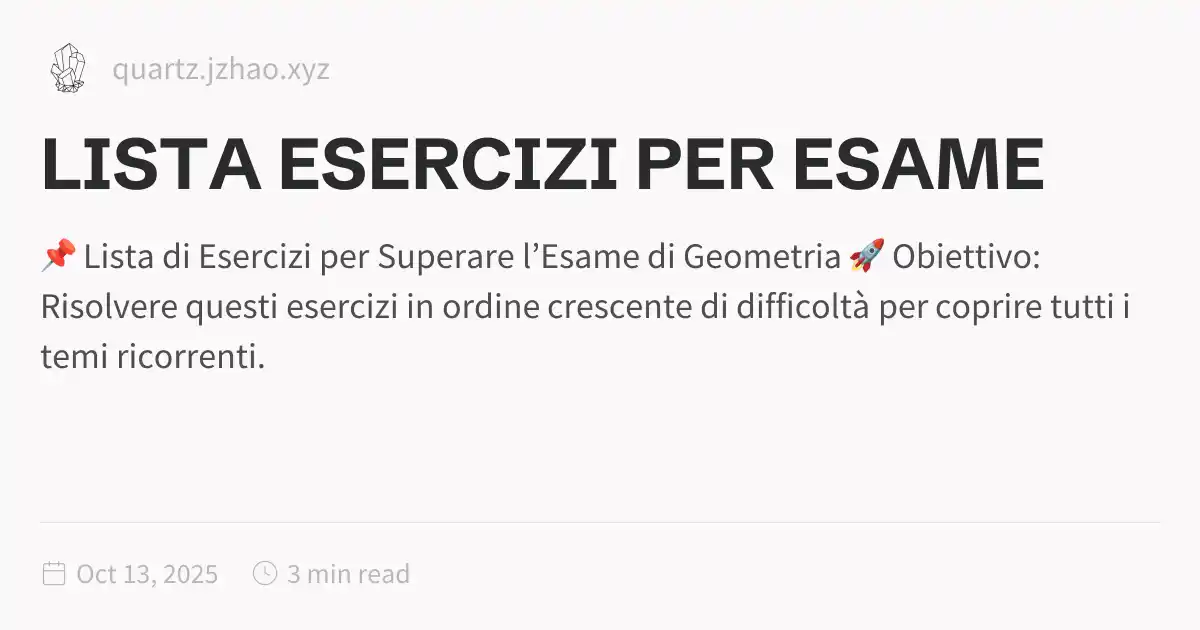 quartz.jzhao.xyz
LISTA ESERCIZI PER ESAME
📌 Lista di Esercizi per Superare l’Esame di Geometria 🚀 Obiettivo:
Risolvere questi esercizi in ordine crescente di difficoltà per coprire tutti i
temi ricorrenti.
Oct 13, 2025 3 min read